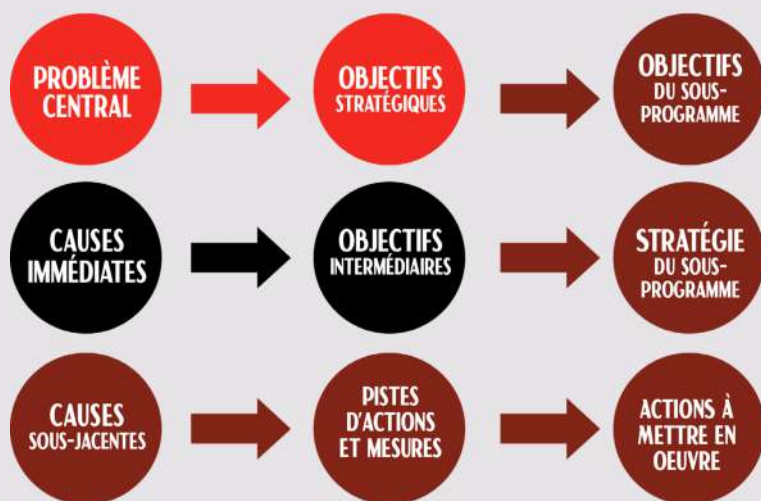 PROBLÈME
CENTRAL
OBJECTIFS
STRATÉGIQUES
OBJECTIFS
DU SOUS-
PROGRAMME
CAUSES
IMMÉDIATES
OBJECTIFS
INTERMÉDIAIRES
STRATÉGIE
DU SOUS-
PROGRAMME
CAUSES
SOUS-JACENTES
PISTES
D'ACTIONS
ET MESURES
ACTIONS À
METTRE EN
OEUVRE